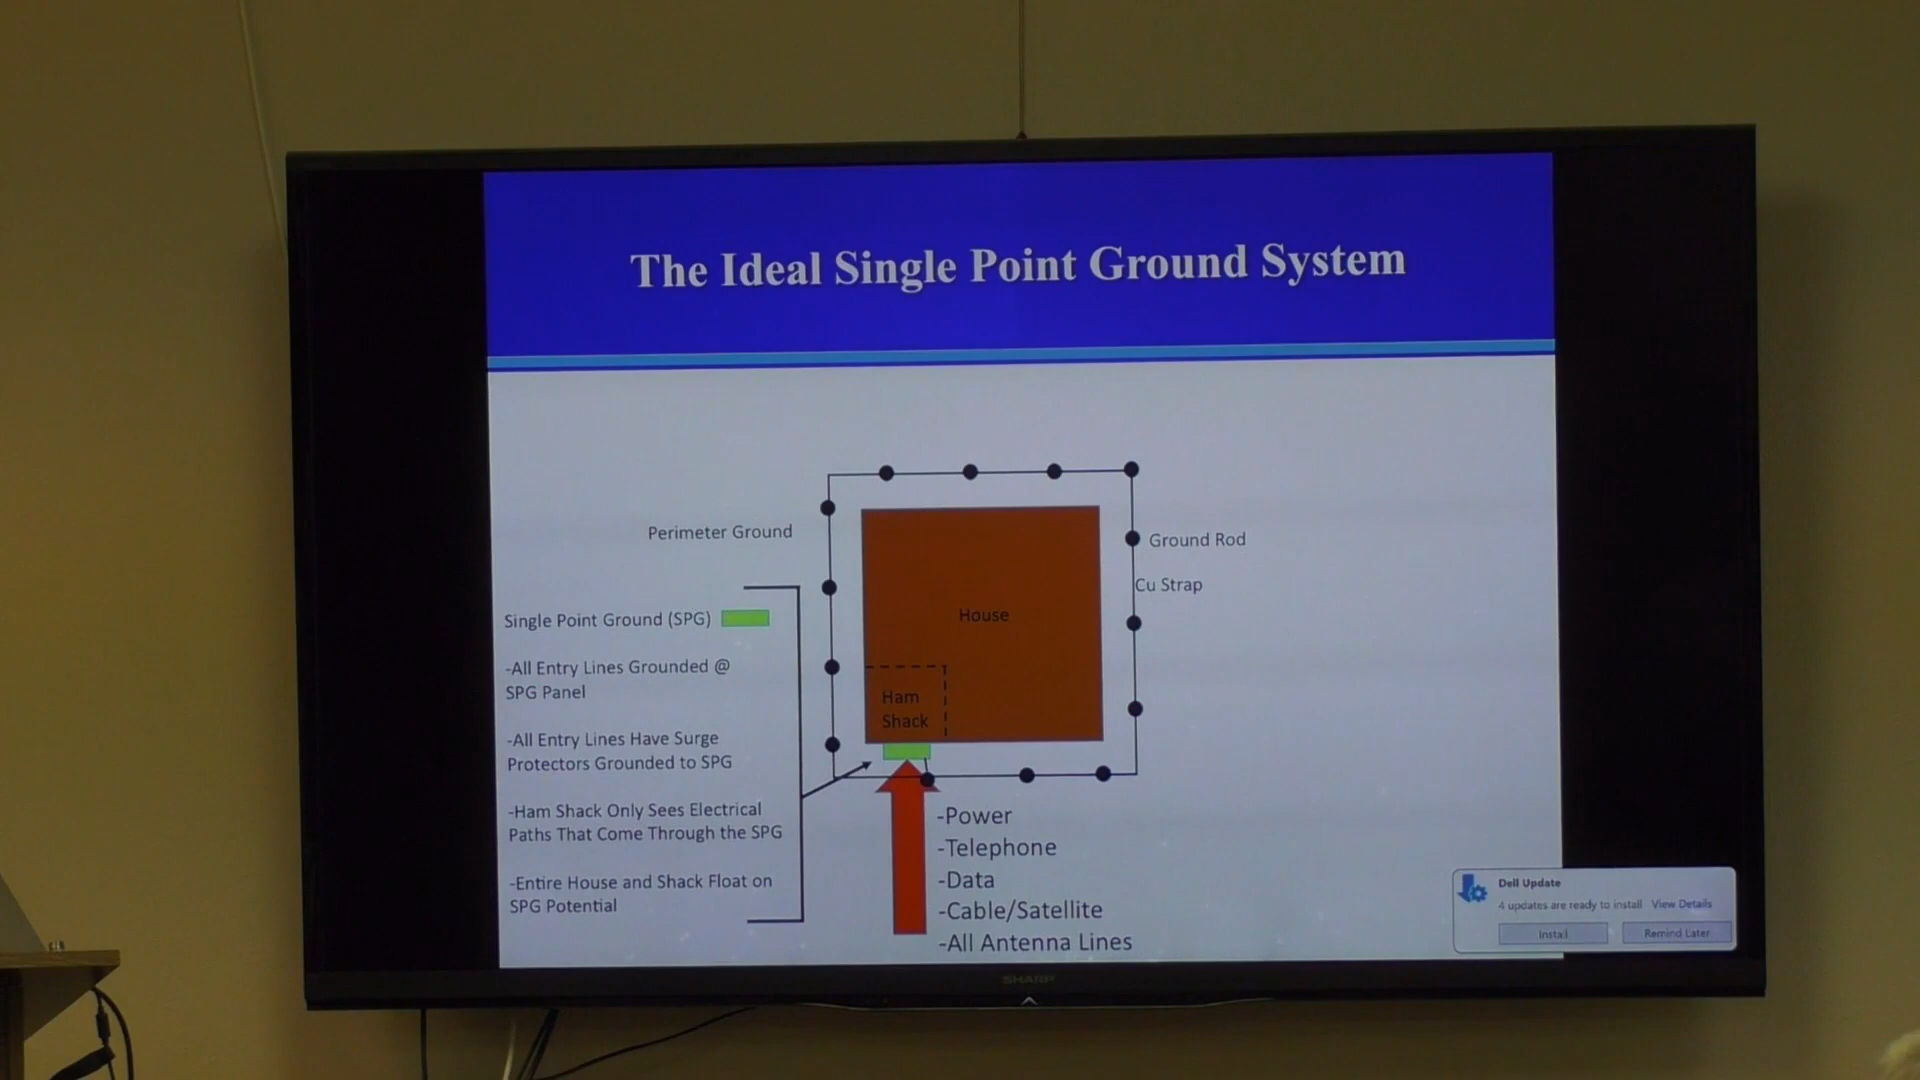 The Ideal Single Point Ground System
Perimeter Ground
Ground Rod
Cu Strap
House
Single Point Ground (SPG)
-All Entry Lines Grounded @
SPG Panel
Ham
Shack
-All Entry Lines Have Surge
Protectors Grounded to SPG
-Ham Shack Only Sees Electrical
Paths That Come Through the SPG
-Entire House and Shack Float on
SPG Potential
-Power
-Telephone
-Data
-Cable/Satellite
-All Antenna Lines
Dell Update
4 updates are ready to install View Details
Install
Remind Later
SHARP